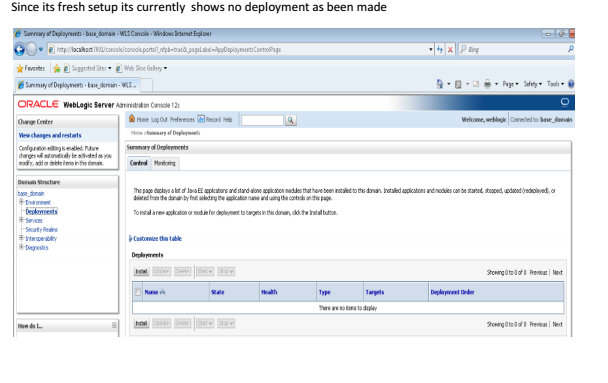 Since its fresh setup its currently shows no deployment as been made
Summary of Deployments - base_domain - WLS Console - Windows Internet Explorer
http://localhost:7001/console/console.portal?_nfpb=true&_pageLabel=AppDeploymentsControlPage
Bing
Favorites Suggested Sites Web Slice Gallery
Summary of Deployments - base_domain - WLS...
Page Safety Tools
ORACLE WebLogic Server Administration Console 12c
Change Center
View changes and restarts
Configuration editing is enabled. Future
changes will automatically be activated as you
modify, add or delete items in this domain.
Domain Structure
base_domain
Environment
Deployments
Services
Security Realms
Interoperability
Diagnostics
How do I...
Home Log Out Preferences Record Help
Welcome, weblogic Connected to: base_domain
Home >Summary of Deployments
Summary of Deployments
Control Monitoring
This page displays a list of Java EE applications and stand-alone application modules that have been installed to this domain. Installed applications and modules can be started, stopped, updated (redeployed), or
deleted from the domain by first selecting the application name and using the controls on this page.
To install a new application or module for deployment to targets in this domain, click the Install button.
Customize this table
Deployments
Install Update Delete Start Stop
Showing 0 to 0 of 0 Previous | Next
Name State Health Type Targets Deployment Order
There are no items to display
Install Update Delete Start Stop
Showing 0 to 0 of 0 Previous | Next